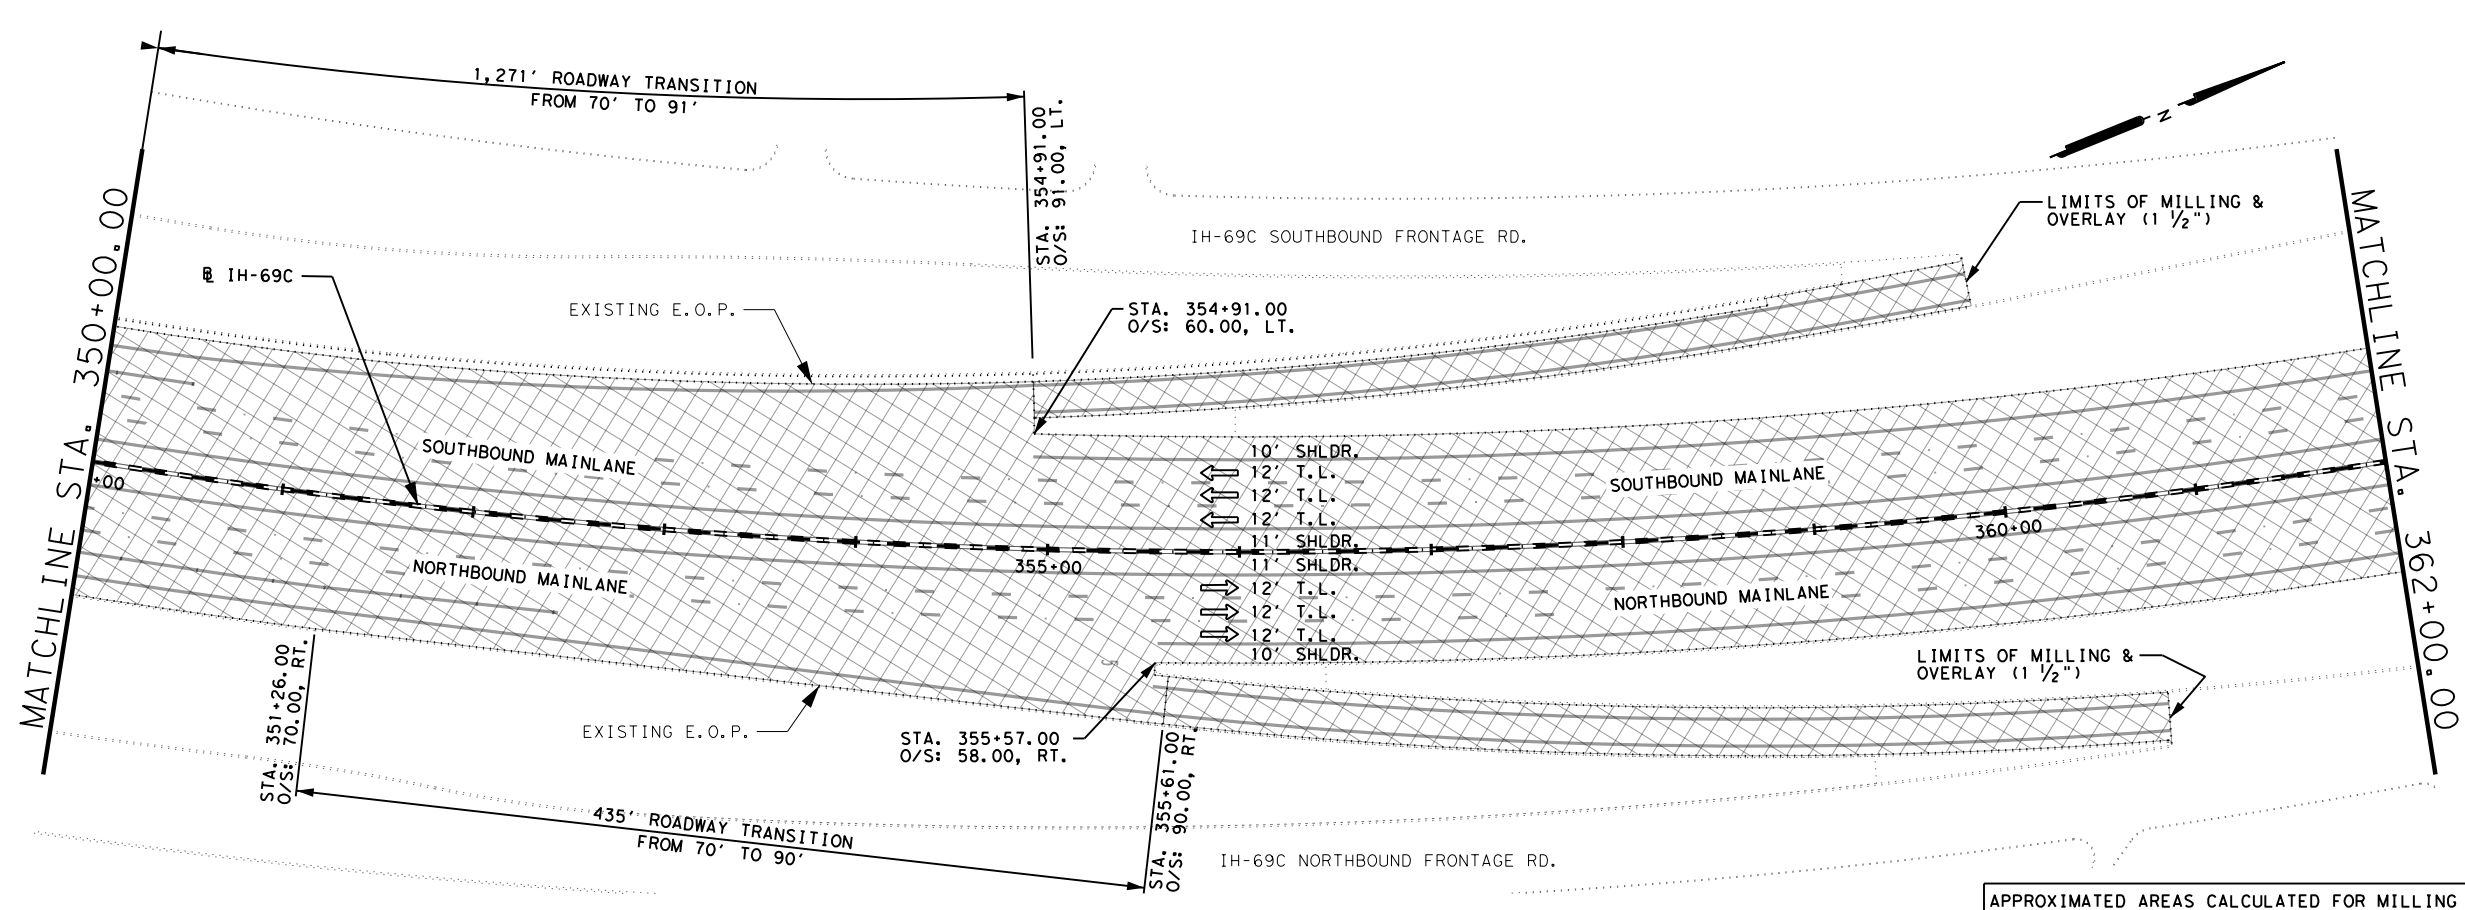 1,271' ROADWAY TRANSITION
FROM 70' TO 91'
STA. 354+91.00
O/S: 91.00, LT.
N
LIMITS OF MILLING &
OVERLAY (1 ½")
MATCHLINE STA. 350+00.00
IH-69C SOUTHBOUND FRONTAGE RD.
MATCHLINE STA. 362+00.00
IH-69C
EXISTING E.O.P.
STA. 354+91.00
O/S: 60.00, LT.
SOUTHBOUND MAINLANE
10' SHLDR.
12' T.L.
12' T.L.
12' T.L.
11' SHLDR.
SOUTHBOUND MAINLANE
+00
355+00
360+00
NORTHBOUND MAINLANE
11' SHLDR.
12' T.L.
12' T.L.
12' T.L.
10' SHLDR.
NORTHBOUND MAINLANE
STA. 351+26.00
O/S: 70.00, RT.
EXISTING E.O.P.
STA. 355+57.00
O/S: 58.00, RT.
LIMITS OF MILLING &
OVERLAY (1 ½")
435' ROADWAY TRANSITION
FROM 70' TO 90'
STA. 355+61.00
O/S: 90.00, RT.
IH-69C NORTHBOUND FRONTAGE RD.
APPROXIMATED AREAS CALCULATED FOR MILLING